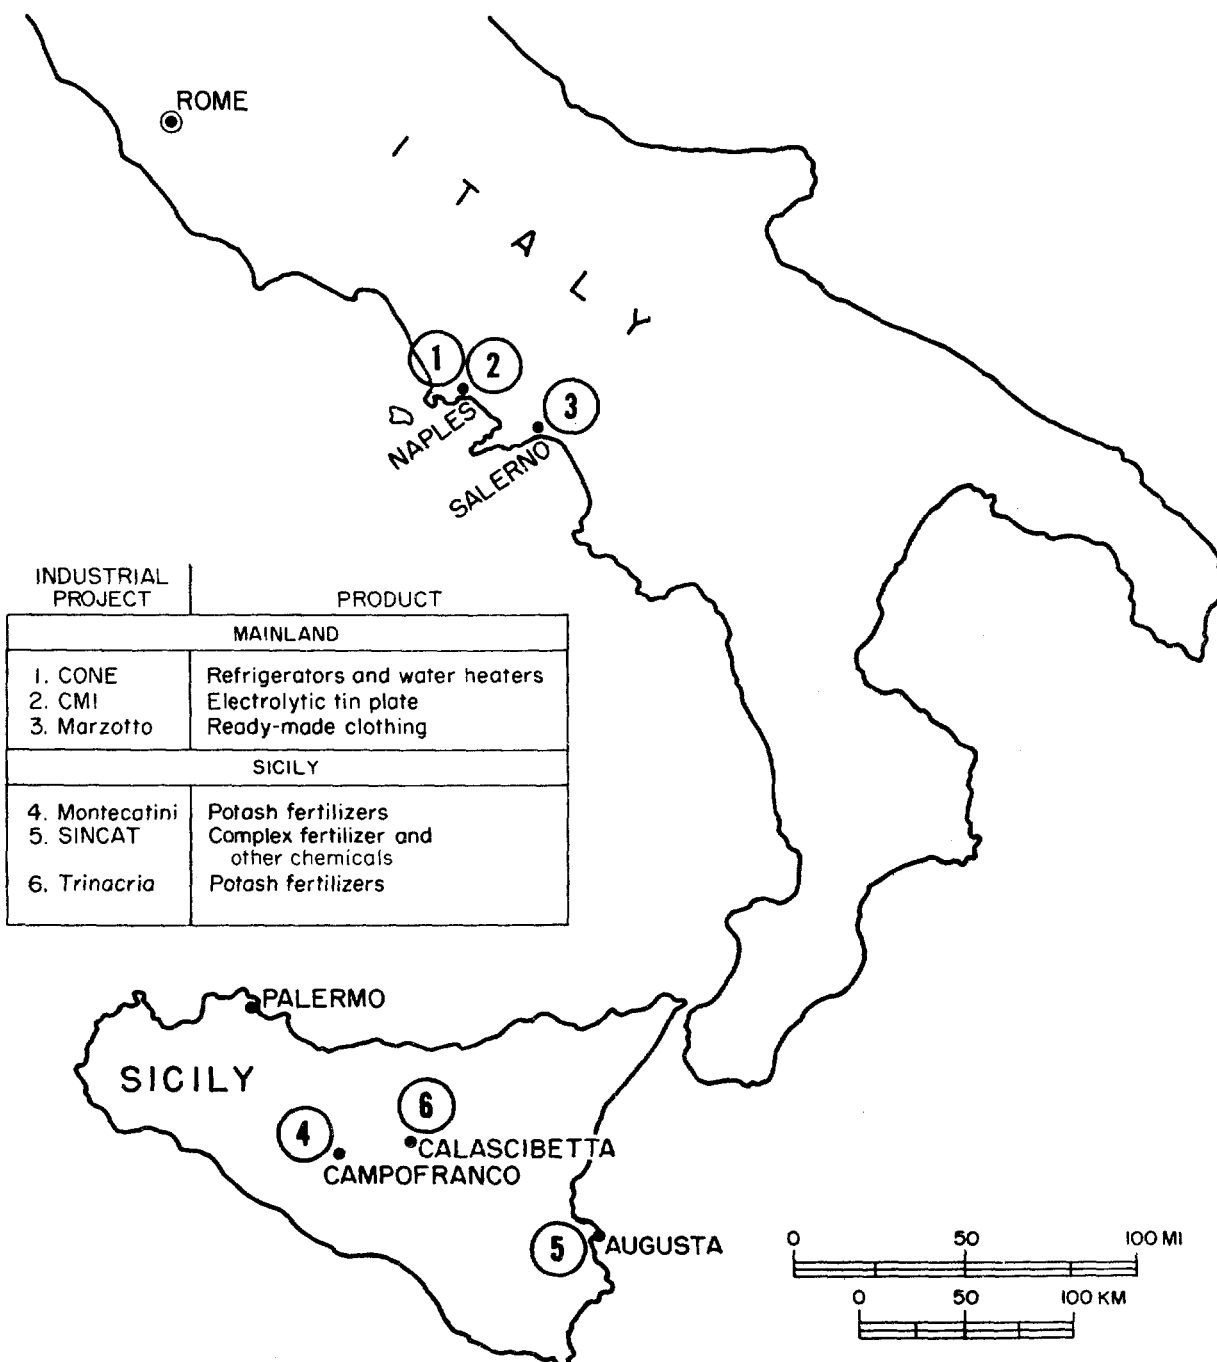 ROME
ITALY
1
2
3
NAPLES
SALERNO
INDUSTRIAL
PROJECT
PRODUCT
MAINLAND
1. CONE Refrigerators and water heaters
2. CMI Electrolytic tin plate
3. Marzotto Ready-made clothing
SICILY
4. Montecatini Potash fertilizers
5. SINCAT Complex fertilizer and
other chemicals
6. Trinacria Potash fertilizers
PALERMO
SICILY
6
4
CALASCIBETTA
CAMPOFRANCO
5
AUGUSTA
0 50 100 MI
0 50 100 KM